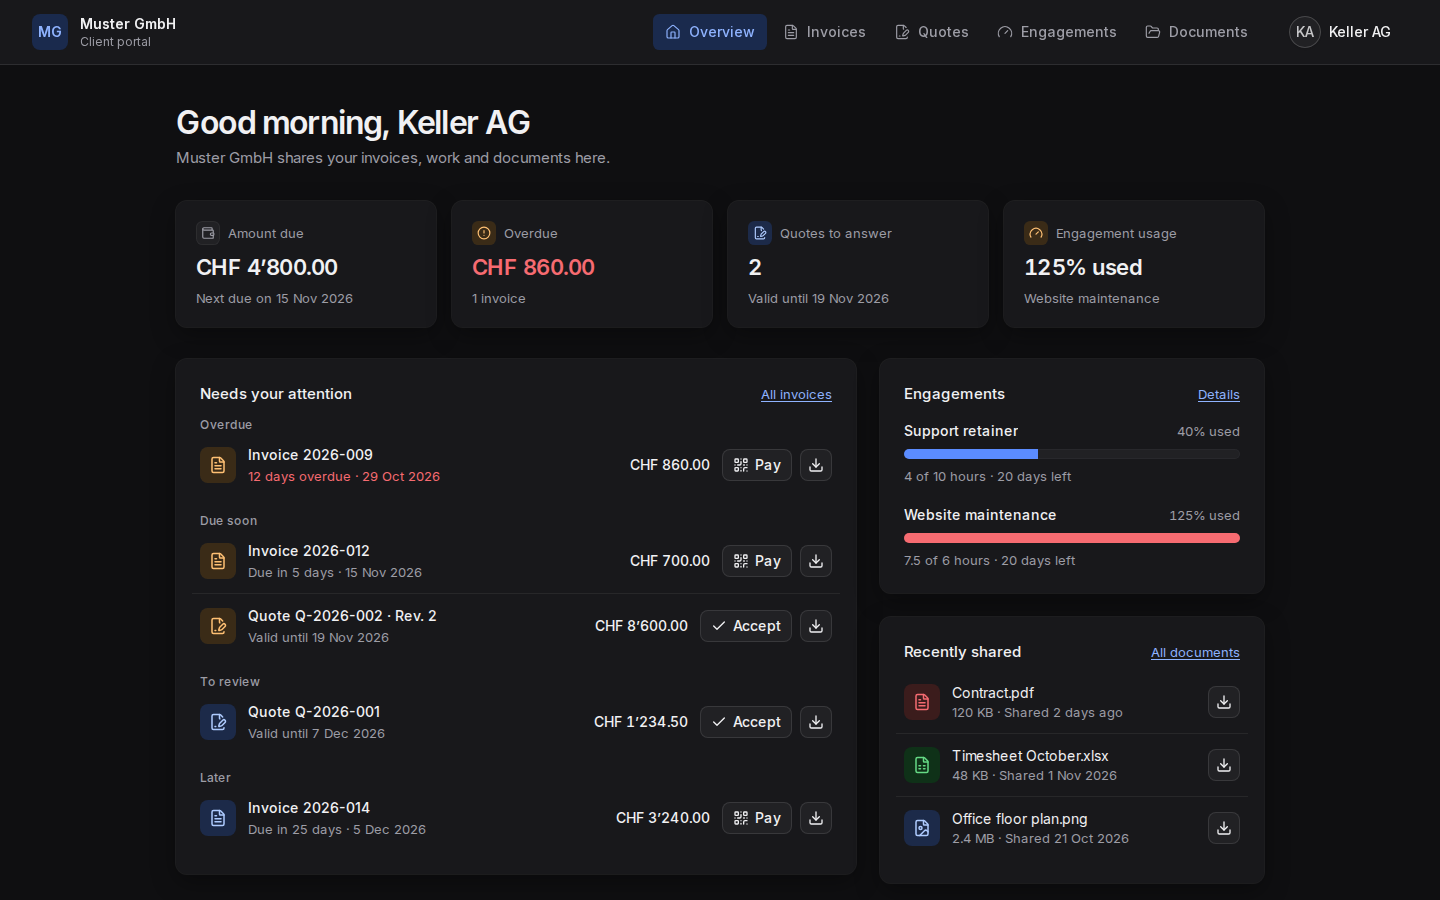 MG
Muster GmbH
Client portal
Overview
Invoices
Quotes
Engagements
Documents
KA
Keller AG
Good morning, Keller AG
Muster GmbH shares your invoices, work and documents here.
Amount due
CHF 4’800.00
Next due on 15 Nov 2026
Overdue
CHF 860.00
1 invoice
Quotes to answer
2
Valid until 19 Nov 2026
Engagement usage
125% used
Website maintenance
Needs your attention
All invoices
Overdue
Invoice 2026-009
12 days overdue · 29 Oct 2026
CHF 860.00
Pay
Due soon
Invoice 2026-012
Due in 5 days · 15 Nov 2026
CHF 700.00
Pay
Quote Q-2026-002 · Rev. 2
Valid until 19 Nov 2026
CHF 8’600.00
Accept
To review
Quote Q-2026-001
Valid until 7 Dec 2026
CHF 1’234.50
Accept
Later
Invoice 2026-014
Due in 25 days · 5 Dec 2026
CHF 3’240.00
Pay
Engagements
Details
Support retainer
40% used
4 of 10 hours · 20 days left
Website maintenance
125% used
7.5 of 6 hours · 20 days left
Recently shared
All documents
Contract.pdf
120 KB · Shared 2 days ago
Timesheet October.xlsx
48 KB · Shared 1 Nov 2026
Office floor plan.png
2.4 MB · Shared 21 Oct 2026